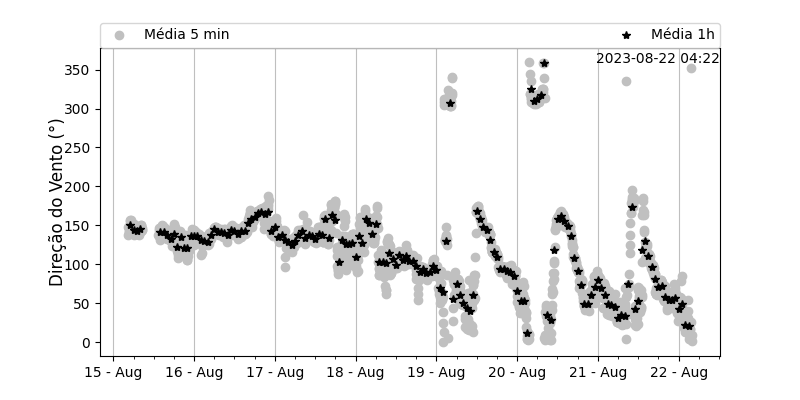 Média 5 min
Média 1h
2023-08-22 04:22
Direção do Vento (°)
350
300
250
200
150
100
50
0
15 - Aug
16 - Aug
17 - Aug
18 - Aug
19 - Aug
20 - Aug
21 - Aug
22 - Aug